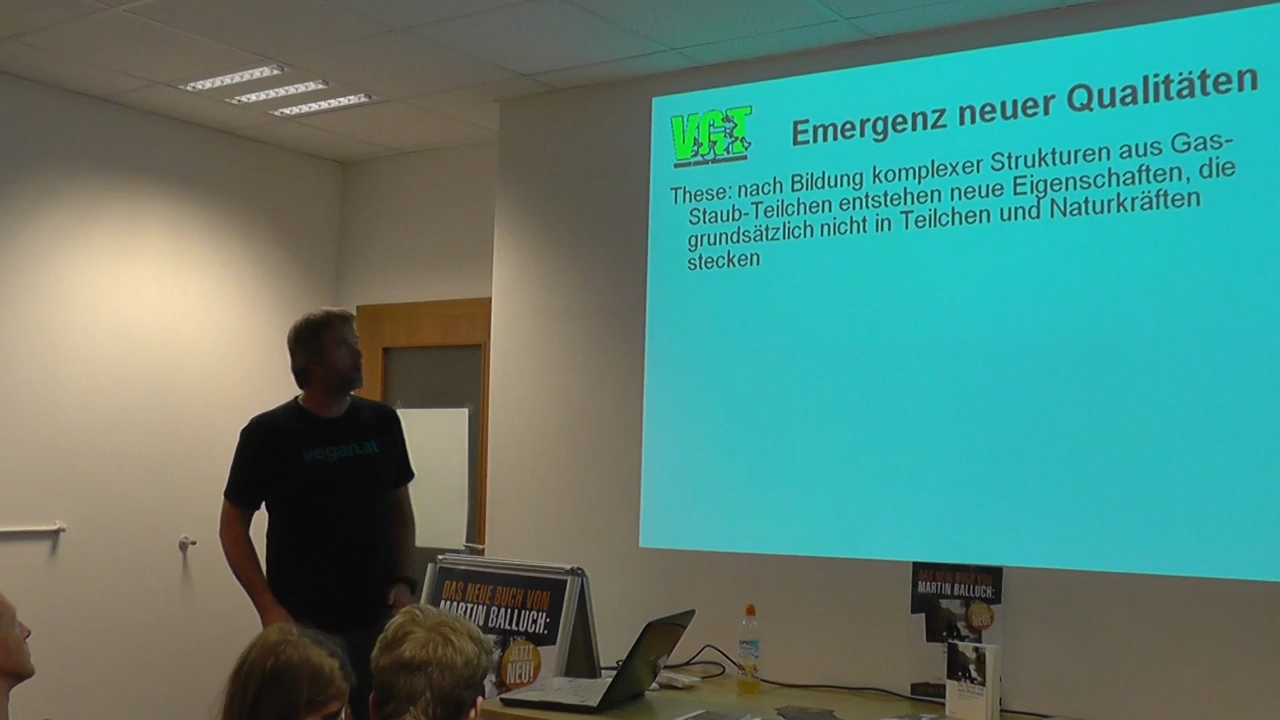 VGT
Emergenz neuer Qualitäten
These: nach Bildung komplexer Strukturen aus Gas-
Staub-Teilchen entstehen neue Eigenschaften, die
grundsätzlich nicht in Teilchen und Naturkräften
stecken
vegan.at
DAS NEUE BUCH VON
MARTIN BALLUCH:
JETZT
NEU!
DAS NEUE BUCH VON
MARTIN BALLUCH:
NEU!